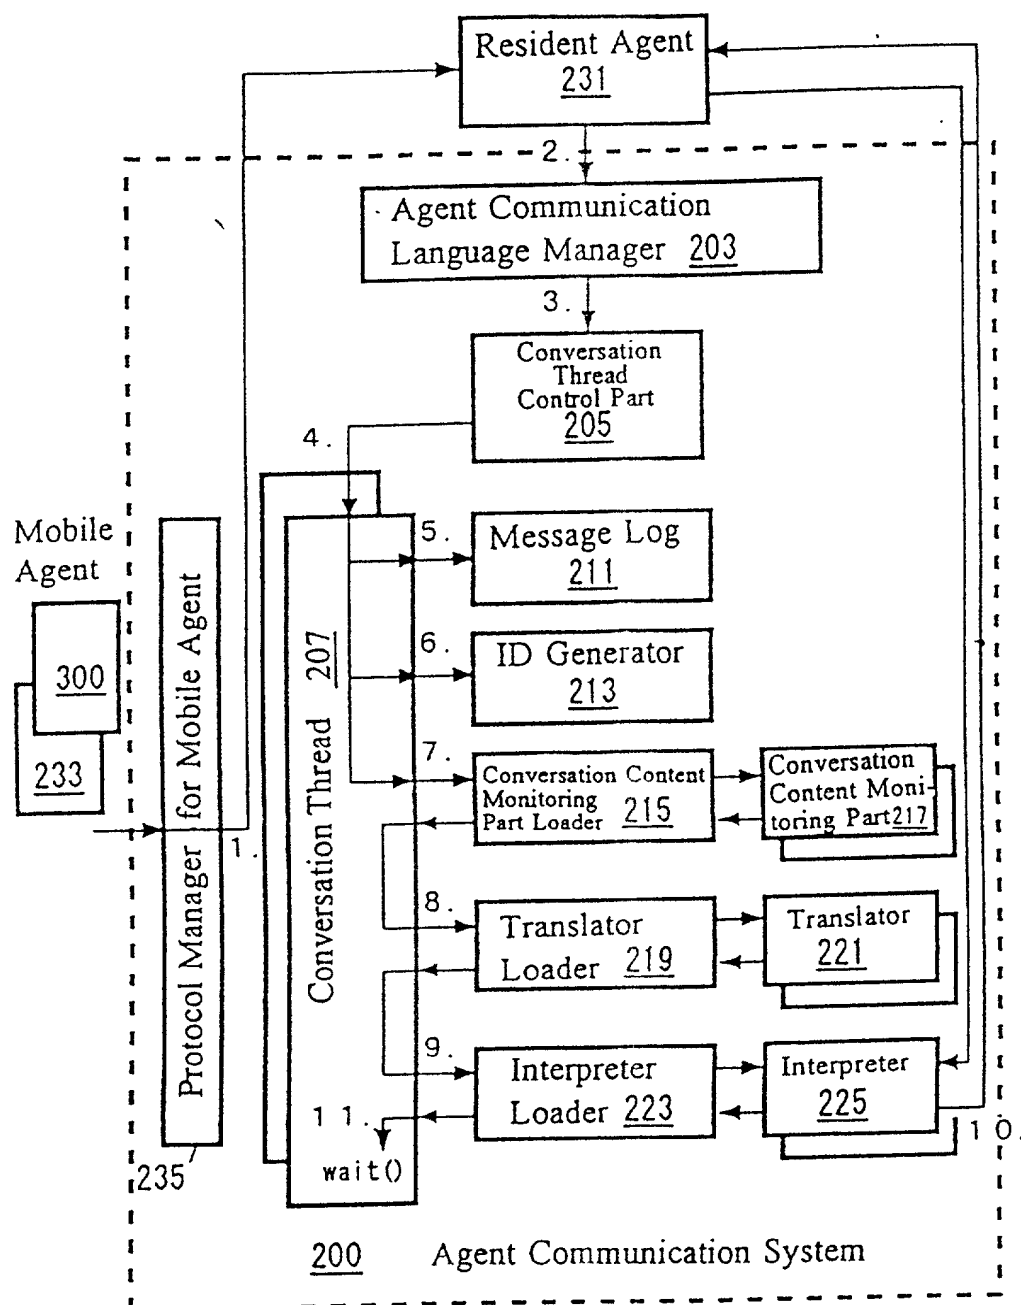 Resident Agent
231
2.
Agent Communication
Language Manager 203
3.
Conversation
Thread
Control Part
205
4.
Mobile
Agent
300
233
Protocol Manager for Mobile Agent
235
1.
Conversation Thread 207
5.
Message Log
211
6.
ID Generator
213
7.
Conversation Content
Monitoring
Part Loader 215
Conversation
Content Moni-
toring Part 217
8.
Translator
Loader 219
Translator
221
9.
Interpreter
Loader 223
Interpreter
225
10.
11.
wait()
200 Agent Communication System